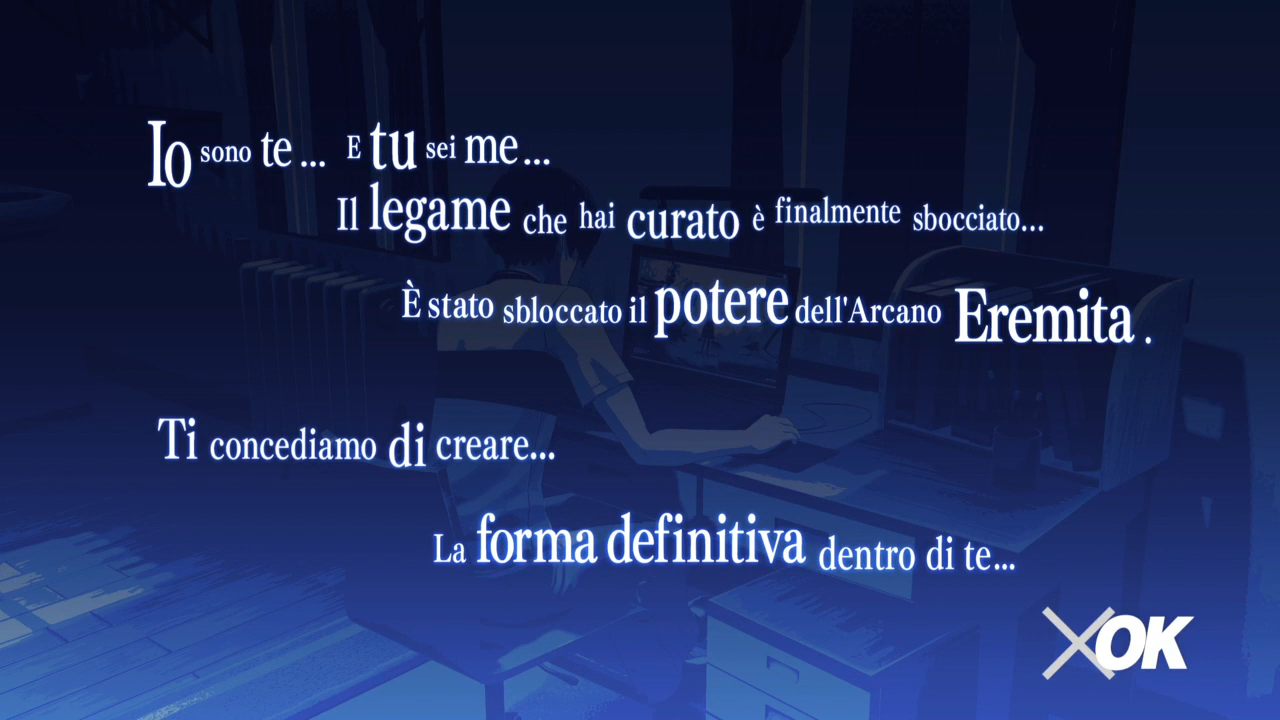 Io sono te... E tu sei me...
Il legame che hai curato è finalmente sbocciato...
È stato sbloccato il potere dell'Arcano Eremita.
Ti concediamo di creare...
La forma definitiva dentro di te...
OK